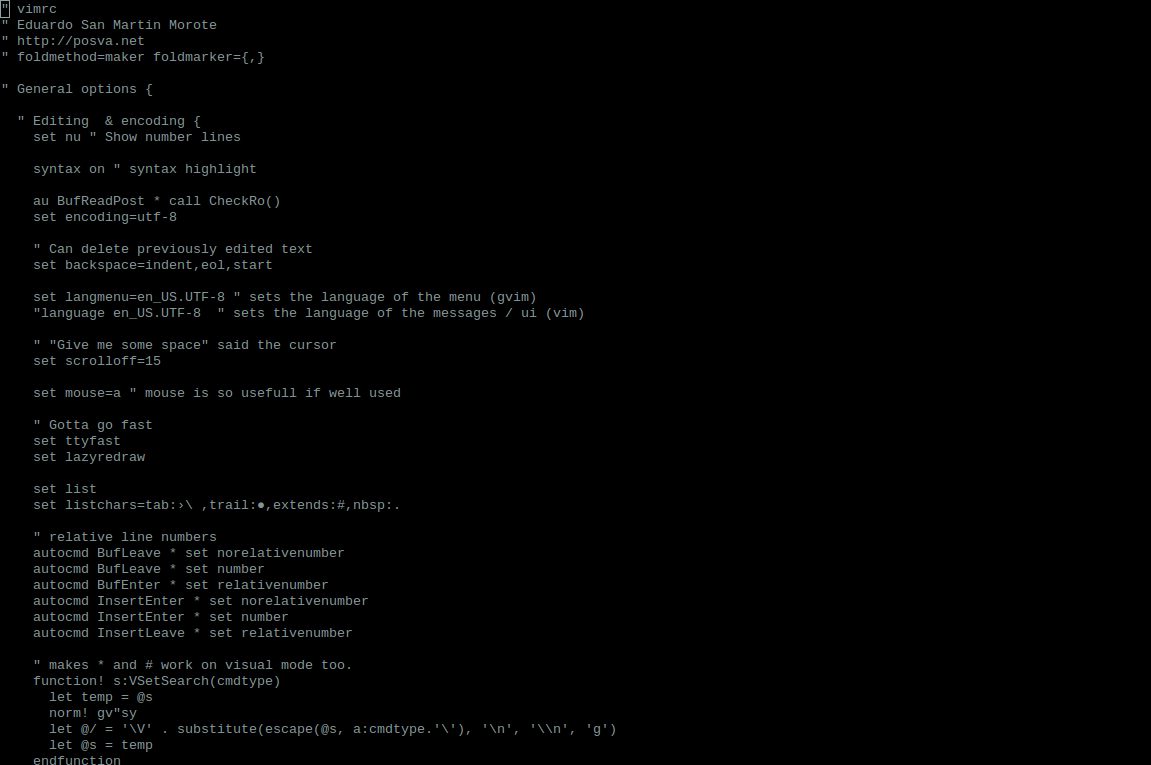 " vimrc
" Eduardo San Martin Morote
" http://posva.net
" foldmethod=maker foldmarker={,}

" General options {

  " Editing  & encoding {
    set nu " Show number lines

    syntax on " syntax highlight

    au BufReadPost * call CheckRo()
    set encoding=utf-8

    " Can delete previously edited text
    set backspace=indent,eol,start

    set langmenu=en_US.UTF-8 " sets the language of the menu (gvim)
    "language en_US.UTF-8  " sets the language of the messages / ui (vim)

    " "Give me some space" said the cursor
    set scrolloff=15

    set mouse=a " mouse is so usefull if well used

    " Gotta go fast
    set ttyfast
    set lazyredraw

    set list
    set listchars=tab:›\ ,trail:●,extends:#,nbsp:.

    " relative line numbers
    autocmd BufLeave * set norelativenumber
    autocmd BufLeave * set number
    autocmd BufEnter * set relativenumber
    autocmd InsertEnter * set norelativenumber
    autocmd InsertEnter * set number
    autocmd InsertLeave * set relativenumber

    " makes * and # work on visual mode too.
    function! s:VSetSearch(cmdtype)
      let temp = @s
      norm! gv"sy
      let @/ = '\V' . substitute(escape(@s, a:cmdtype.'\'), '\n', '\\n', 'g')
      let @s = temp
    endfunction